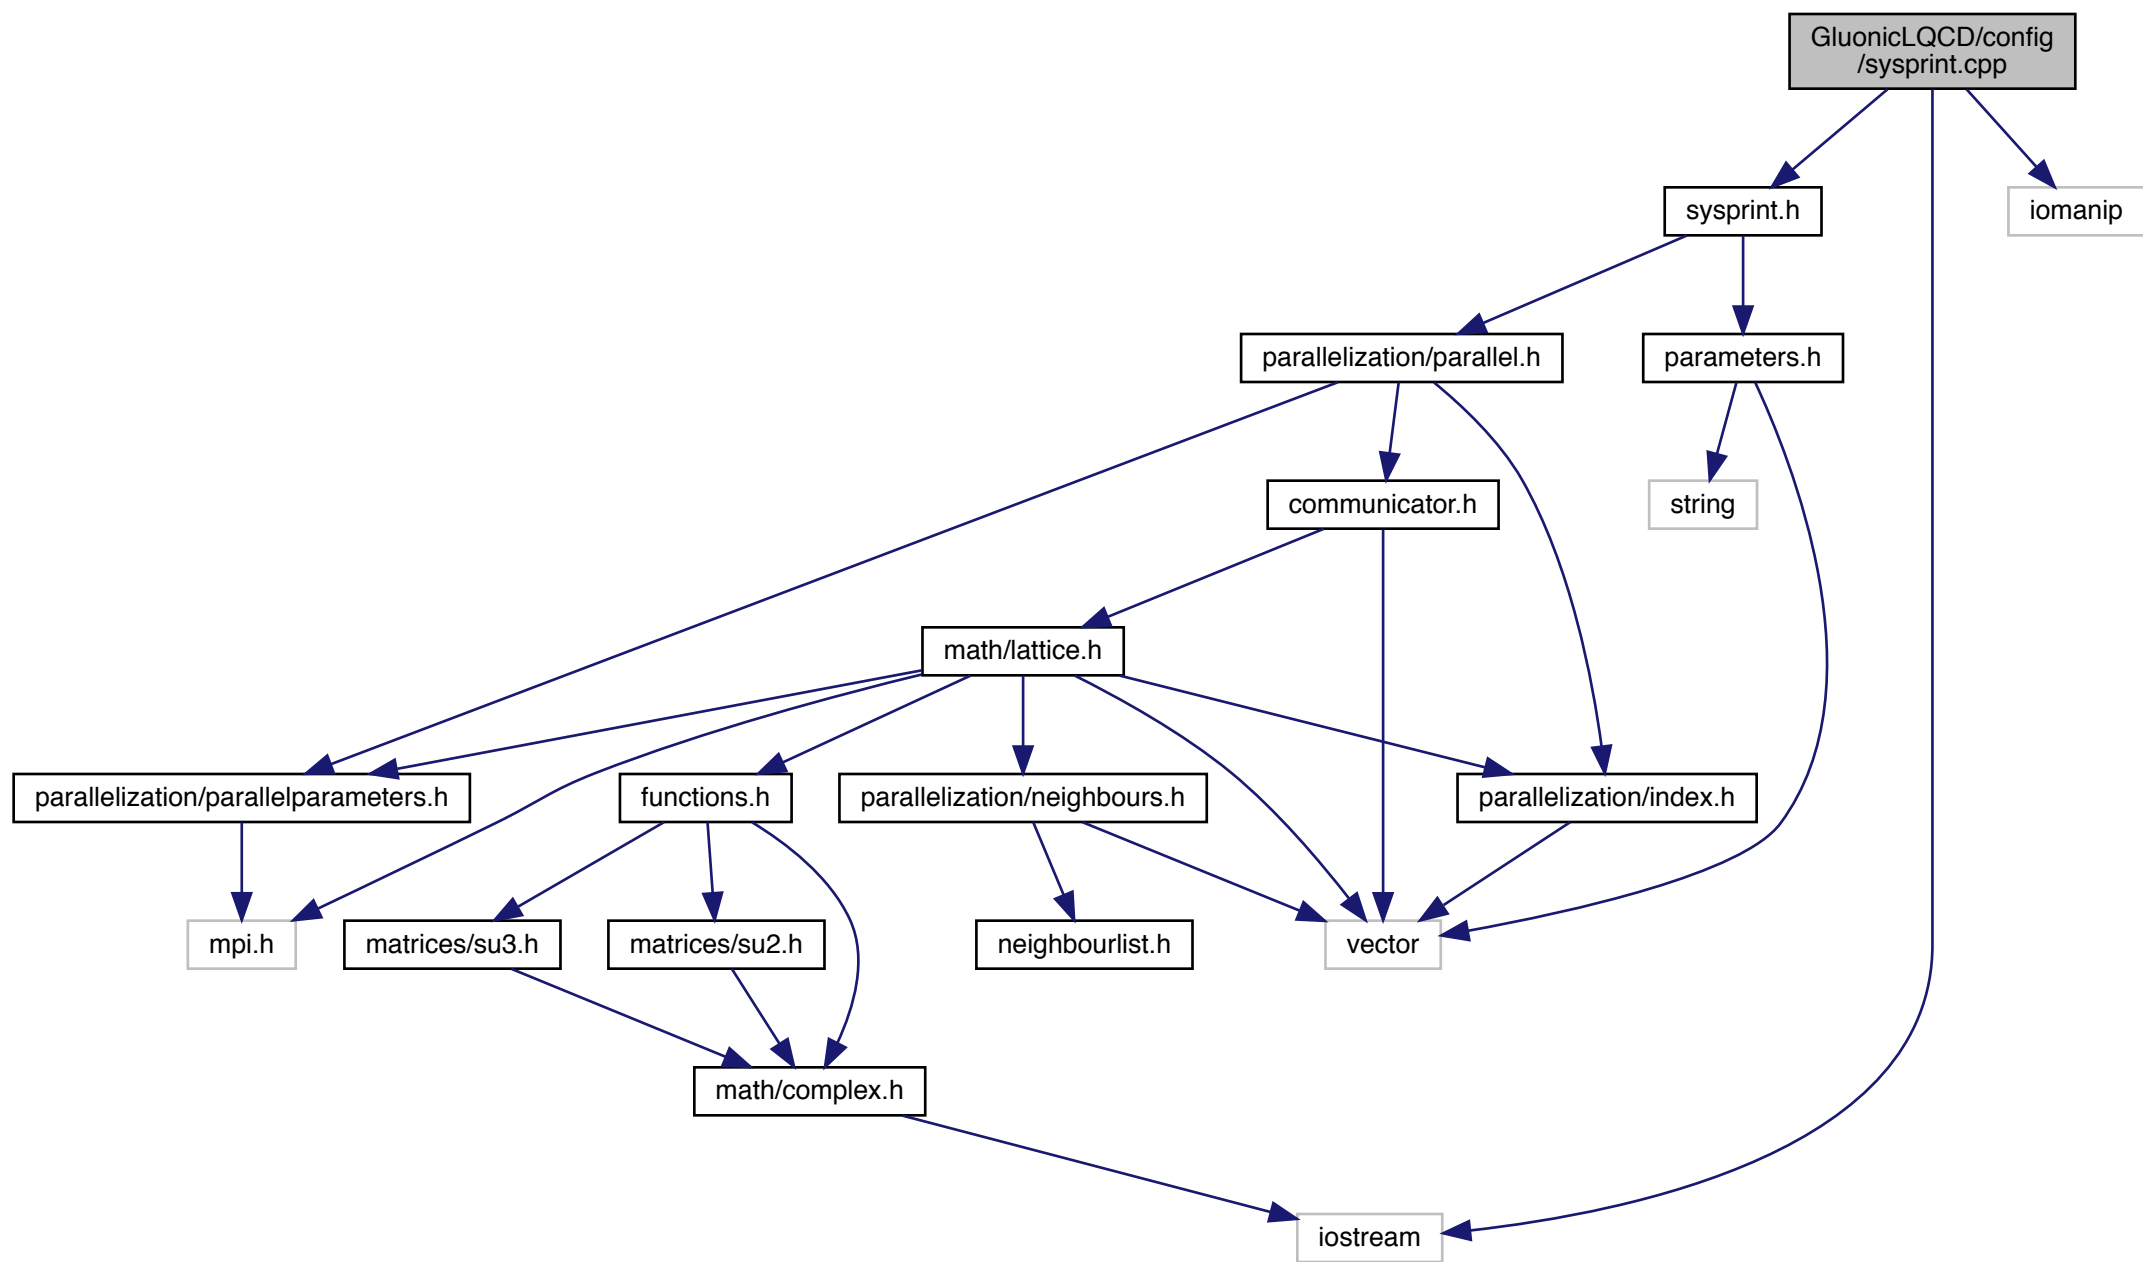 GluonicLQCD/config
/sysprint.cpp
sysprint.h
iomanip
parallelization/parallel.h
parameters.h
communicator.h
string
math/lattice.h
parallelization/parallelparameters.h
functions.h
parallelization/neighbours.h
parallelization/index.h
mpi.h
matrices/su3.h
matrices/su2.h
neighbourlist.h
vector
math/complex.h
iostream